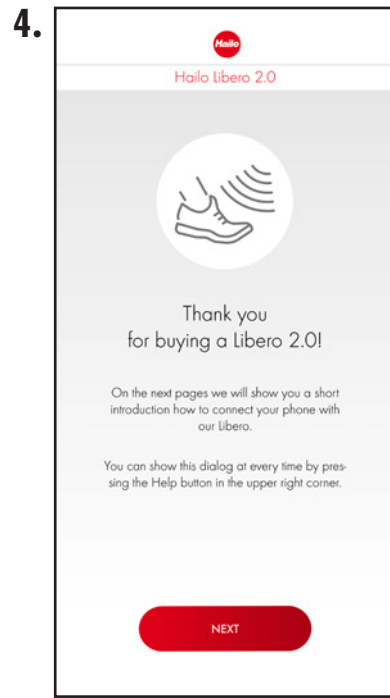 4.
Hailo
Hailo Libero 2.0
Thank you
for buying a Libero 2.0!
On the next pages we will show you a short
introduction how to connect your phone with
our Libero.
You can show this dialog at every time by pres-
sing the Help button in the upper right corner.
NEXT